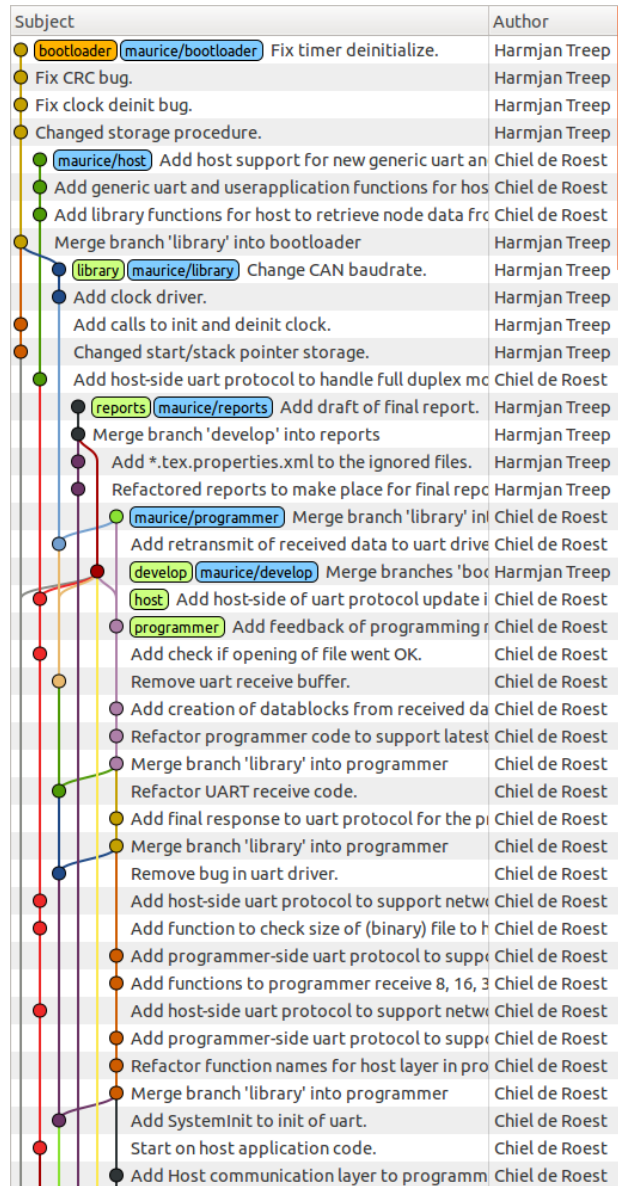 Subject Author
bootloader maurice/bootloader Fix timer deinitialize. Harmjan Treep
Fix CRC bug. Harmjan Treep
Fix clock deinit bug. Harmjan Treep
Changed storage procedure. Harmjan Treep
maurice/host Add host support for new generic uart an Chiel de Roest
Add generic uart and userapplication functions for hos Chiel de Roest
Add library functions for host to retrieve node data fro Chiel de Roest
Merge branch 'library' into bootloader Harmjan Treep
library maurice/library Change CAN baudrate. Harmjan Treep
Add clock driver. Harmjan Treep
Add calls to init and deinit clock. Harmjan Treep
Changed start/stack pointer storage. Harmjan Treep
Add host-side uart protocol to handle full duplex mo Chiel de Roest
reports maurice/reports Add draft of final report. Harmjan Treep
Merge branch 'develop' into reports Harmjan Treep
Add *.tex.properties.xml to the ignored files. Harmjan Treep
Refactored reports to make place for final repo Harmjan Treep
maurice/programmer Merge branch 'library' int Chiel de Roest
Add retransmit of received data to uart drive Chiel de Roest
develop maurice/develop Merge branches 'boo Harmjan Treep
host Add host-side of uart protocol update i Chiel de Roest
programmer Add feedback of programming r Chiel de Roest
Add check if opening of file went OK. Chiel de Roest
Remove uart receive buffer. Chiel de Roest
Add creation of datablocks from received da Chiel de Roest
Refactor programmer code to support latest Chiel de Roest
Merge branch 'library' into programmer Chiel de Roest
Refactor UART receive code. Chiel de Roest
Add final response to uart protocol for the pr Chiel de Roest
Merge branch 'library' into programmer Chiel de Roest
Remove bug in uart driver. Chiel de Roest
Add host-side uart protocol to support netwo Chiel de Roest
Add function to check size of (binary) file to h Chiel de Roest
Add programmer-side uart protocol to suppo Chiel de Roest
Add functions to programmer receive 8, 16, 3 Chiel de Roest
Add host-side uart protocol to support netwo Chiel de Roest
Add programmer-side uart protocol to suppo Chiel de Roest
Refactor function names for host layer in pro Chiel de Roest
Merge branch 'library' into programmer Chiel de Roest
Add SystemInit to init of uart. Chiel de Roest
Start on host application code. Chiel de Roest
Add Host communication layer to programm Chiel de Roest